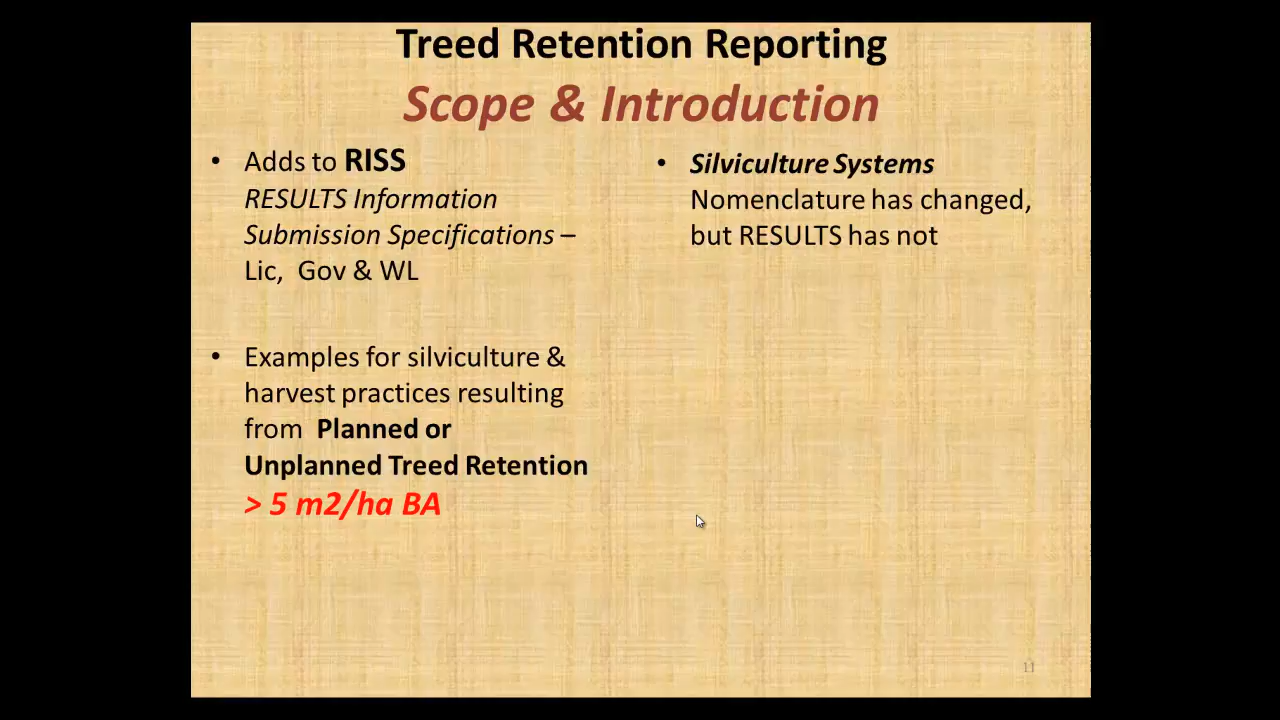 Treed Retention Reporting
Scope & Introduction
• Adds to RISS
RESULTS Information
Submission Specifications –
Lic, Gov & WL
• Examples for silviculture &
harvest practices resulting
from Planned or
Unplanned Treed Retention
> 5 m2/ha BA
• Silviculture Systems
Nomenclature has changed,
but RESULTS has not
11